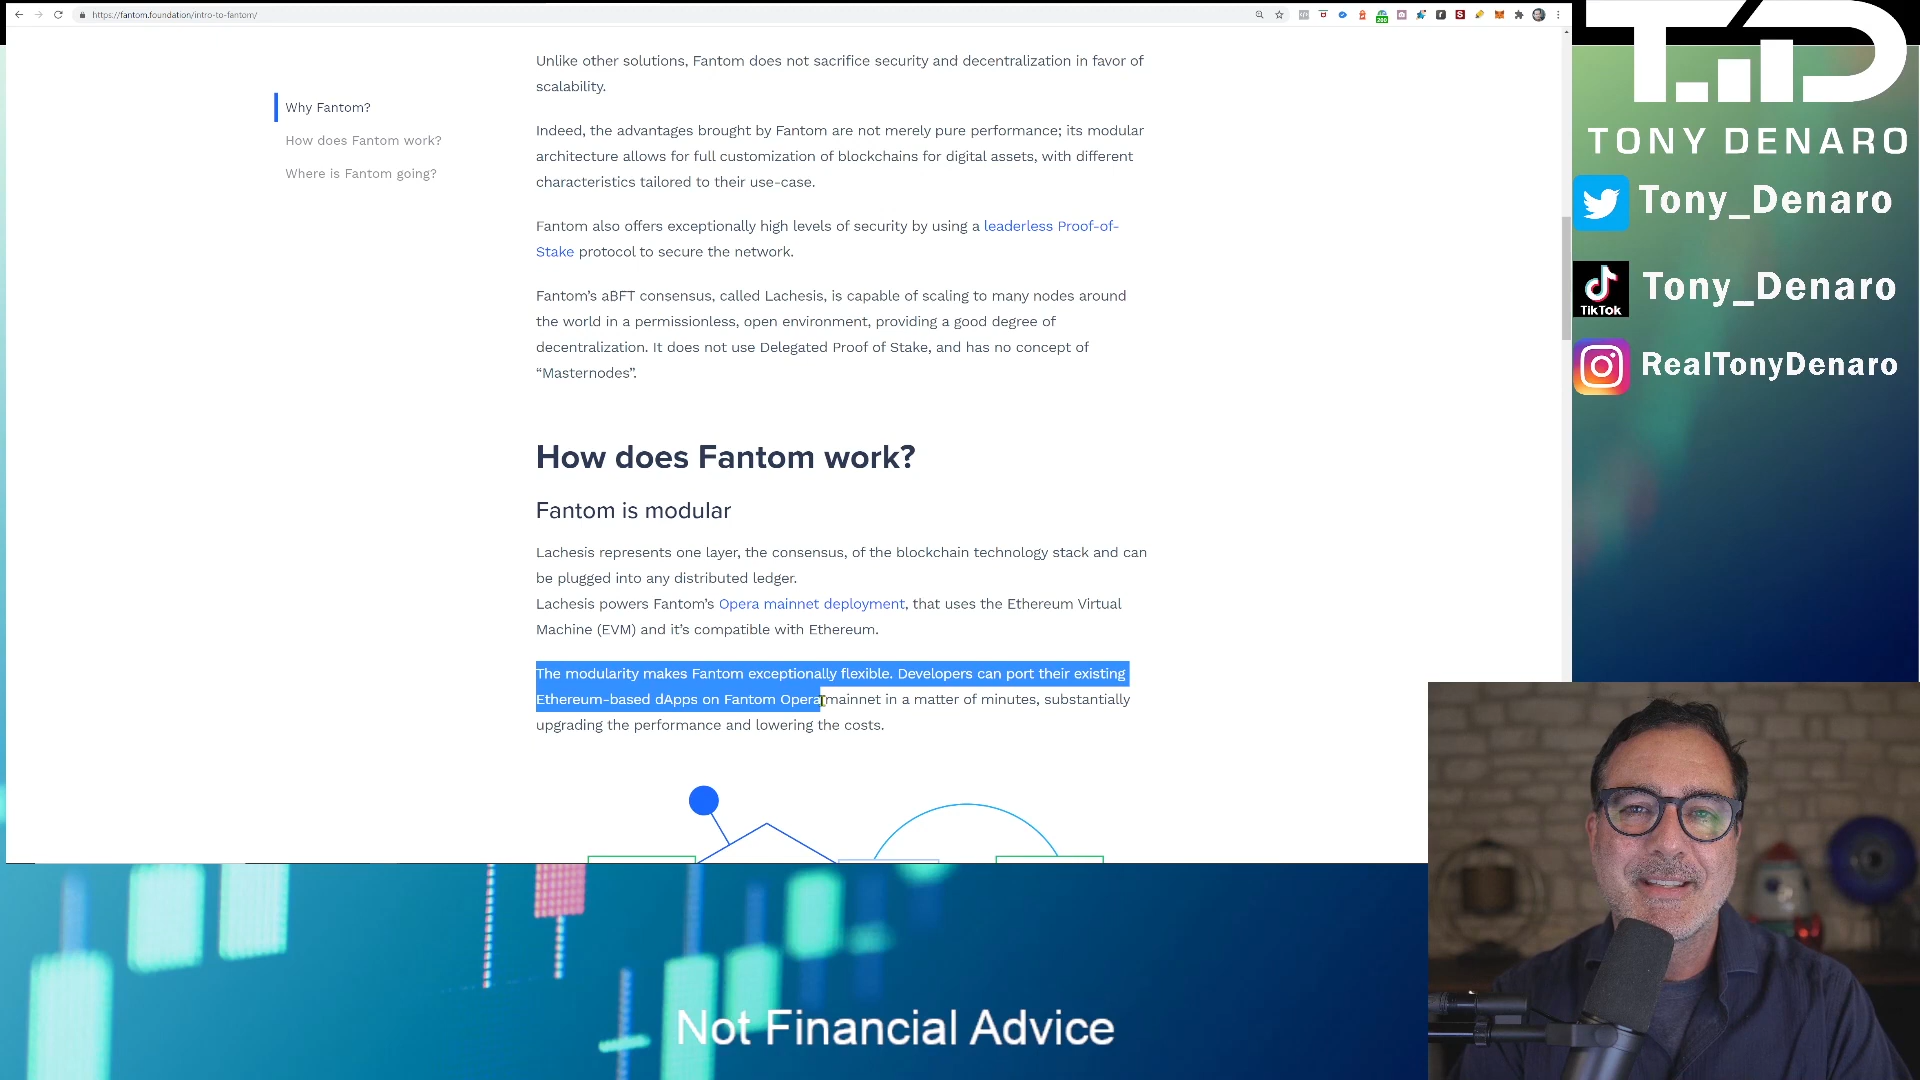 https://fantom.foundation/intro-to-fantom/
Unlike other solutions, Fantom does not sacrifice security and decentralization in favor of
scalability.
Why Fantom?
How does Fantom work?
Where is Fantom going?
Indeed, the advantages brought by Fantom are not merely pure performance; its modular
architecture allows for full customization of blockchains for digital assets, with different
characteristics tailored to their use-case.
Fantom also offers exceptionally high levels of security by using a leaderless Proof-of-
Stake protocol to secure the network.
Fantom’s aBFT consensus, called Lachesis, is capable of scaling to many nodes around
the world in a permissionless, open environment, providing a good degree of
decentralization. It does not use Delegated Proof of Stake, and has no concept of
“Masternodes”.
How does Fantom work?
Fantom is modular
Lachesis represents one layer, the consensus, of the blockchain technology stack and can
be plugged into any distributed ledger.
Lachesis powers Fantom’s Opera mainnet deployment, that uses the Ethereum Virtual
Machine (EVM) and it’s compatible with Ethereum.
The modularity makes Fantom exceptionally flexible. Developers can port their existing
Ethereum-based dApps on Fantom Opera mainnet in a matter of minutes, substantially
upgrading the performance and lowering the costs.
TONY DENARO
Tony_Denaro
TikTok
Tony_Denaro
RealTonyDenaro
Not Financial Advice